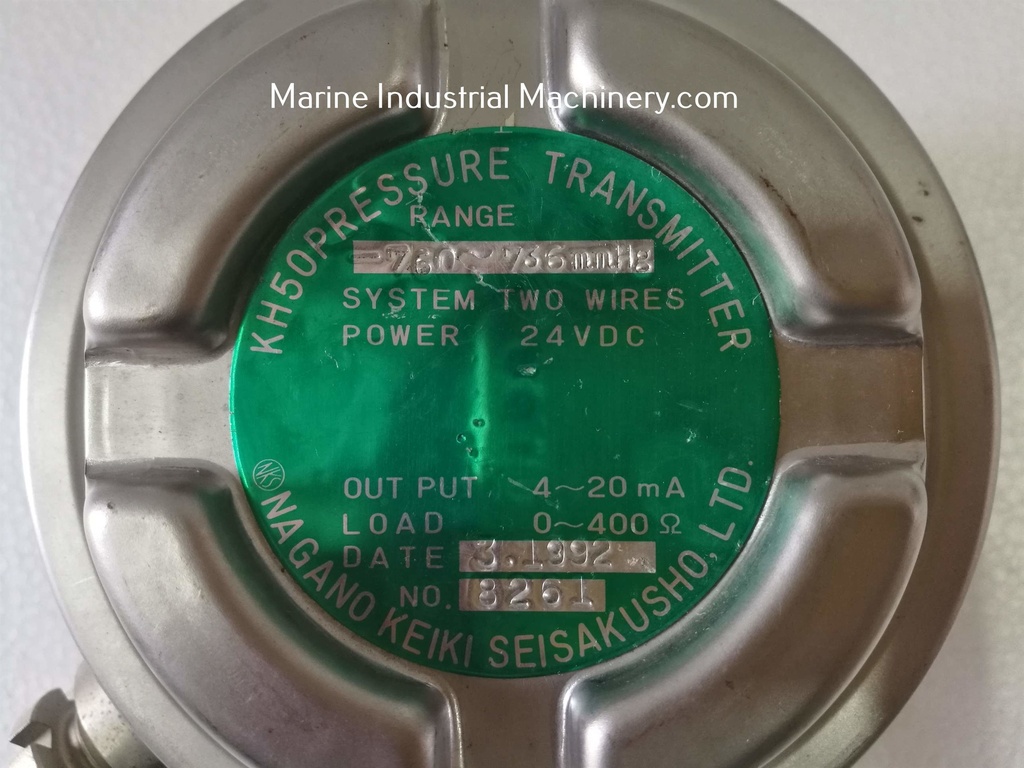 Marine Industrial Machinery.com
KH50PRESSURE TRANSMITTER
RANGE
-760~736mmHg
SYSTEM TWO WIRES
POWER 24VDC
OUT PUT 4~20mA
LOAD 0~400Ω
DATE 3.1992
NO. 8261
NKS NAGANO KEIKI SEISAKUSHO, LTD.